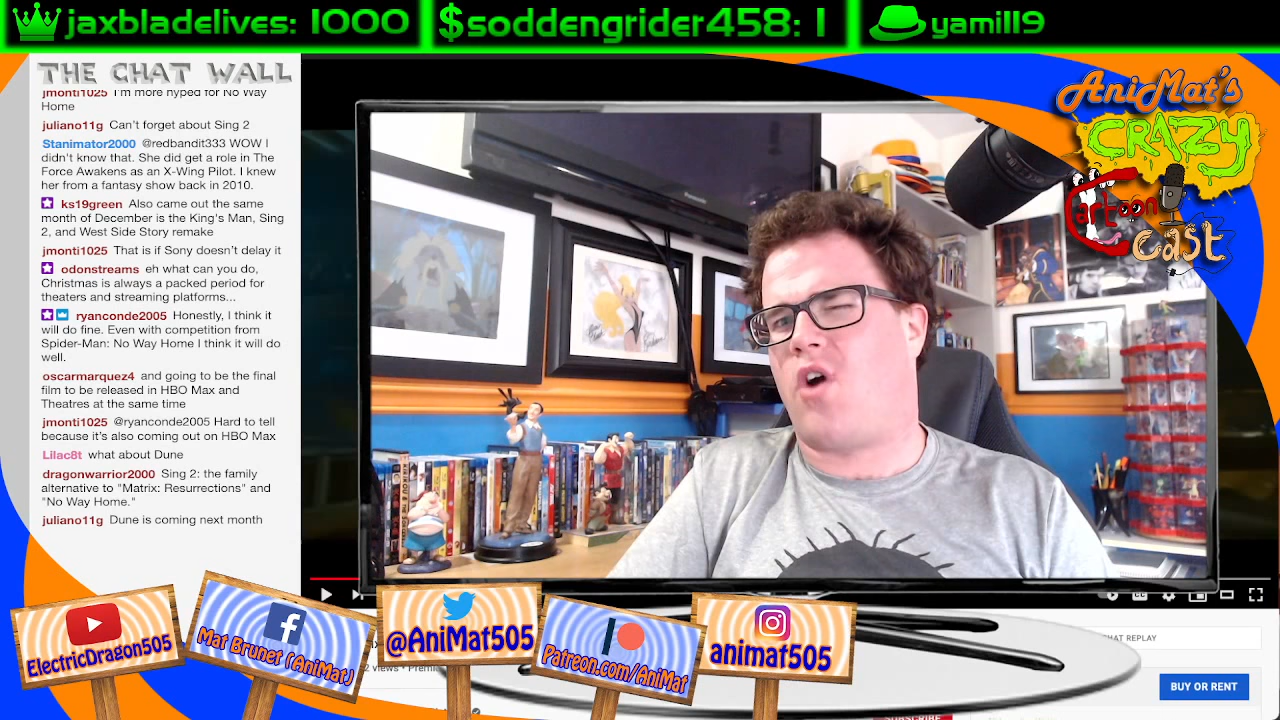 jaxbladelives: 1000
$soddengrider458: 1
yamill9
THE CHAT WALL
jmonti1025 I'm more hyped for No Way
Home
juliano11g Can't forget about Sing 2
Stanimator2000 @redbandit333 WOW I
didn't know that. She did get a role in The
Force Awakens as an X-Wing Pilot. I knew
her from a fantasy show back in 2010.
ks19green Also came out the same
month of December is the King's Man, Sing
2, and West Side Story remake
jmonti1025 That is if Sony doesn't delay it
odonstreams eh what can you do,
Christmas is always a packed period for
theaters and streaming platforms...
ryanconde2005 Honestly, I think it
will do fine. Even with competition from
Spider-Man: No Way Home I think it will do
well.
oscarmarquez4 and going to be the final
film to be released in HBO Max and
Theatres at the same time
jmonti1025 @ryanconde2005 Hard to tell
because it's also coming out on HBO Max
Lilac8t what about Dune
dragonwarrior2000 Sing 2: the family
alternative to "Matrix: Resurrections" and
"No Way Home."
juliano11g Dune is coming next month
AniMat's
CRAZY
Cartoon
Cast
ElectricDragon505
Mat Brunet (AniMat)
@AniMat505
Patreon.com/AniMat
animat505
CHAT REPLAY
2 views • Premie
BUY OR RENT
SUBSCRIBE